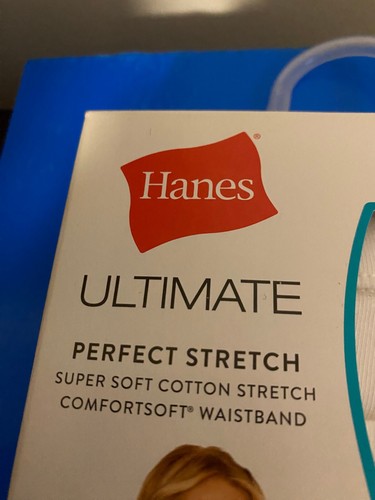 Hanes®
ULTIMATE
PERFECT STRETCH
SUPER SOFT COTTON STRETCH
COMFORTSOFT® WAISTBAND